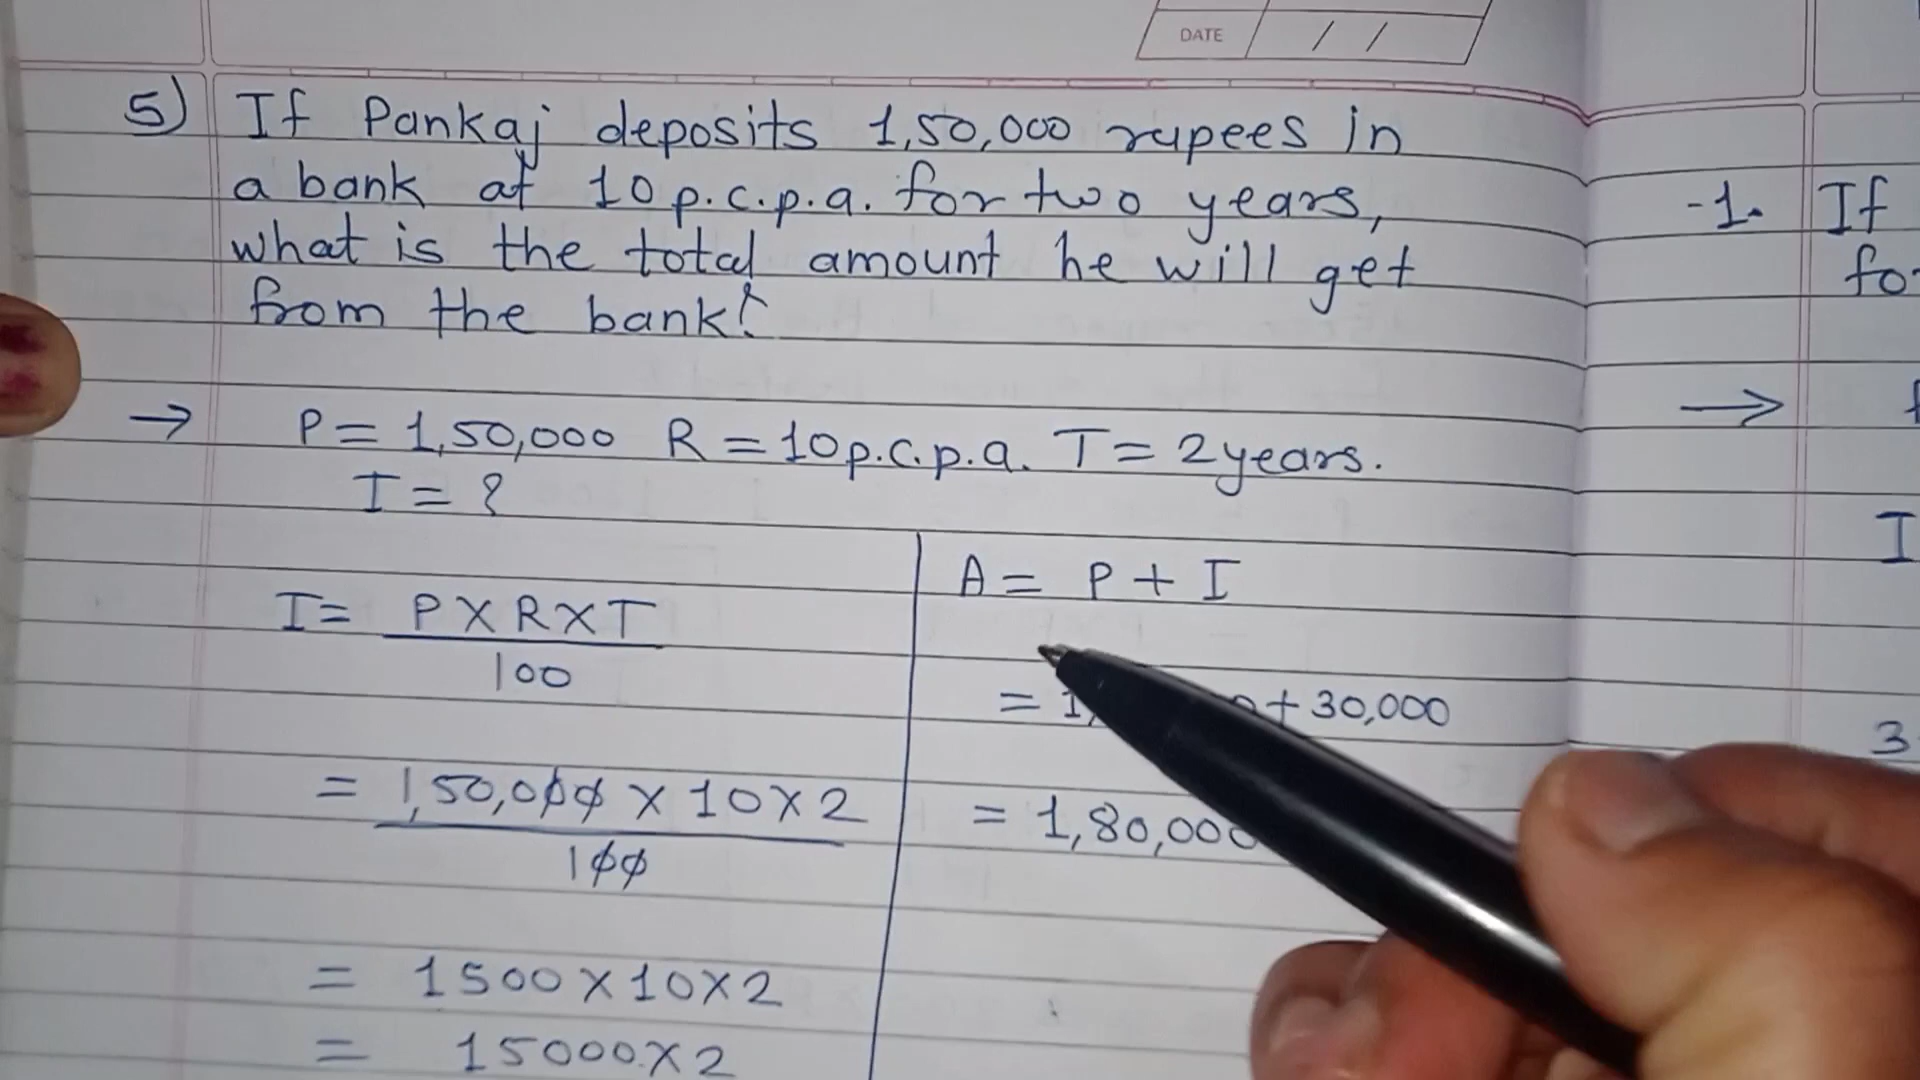 DATE / /
5) If Pankaj deposits 1,50,000 rupees in
a bank at 10 p.c.p.a. for two years,
what is the total amount he will get
from the bank?
→ P = 1,50,000 R = 10 p.c.p.a. T = 2 years.
I = ?
I = P X R X T
100
= 1,50,000 X 10 X 2
100
= 1500 X 10 X 2
= 15000 X 2
A = P + I
= + 30,000
= 1,80,000
-1. If
→
I
3